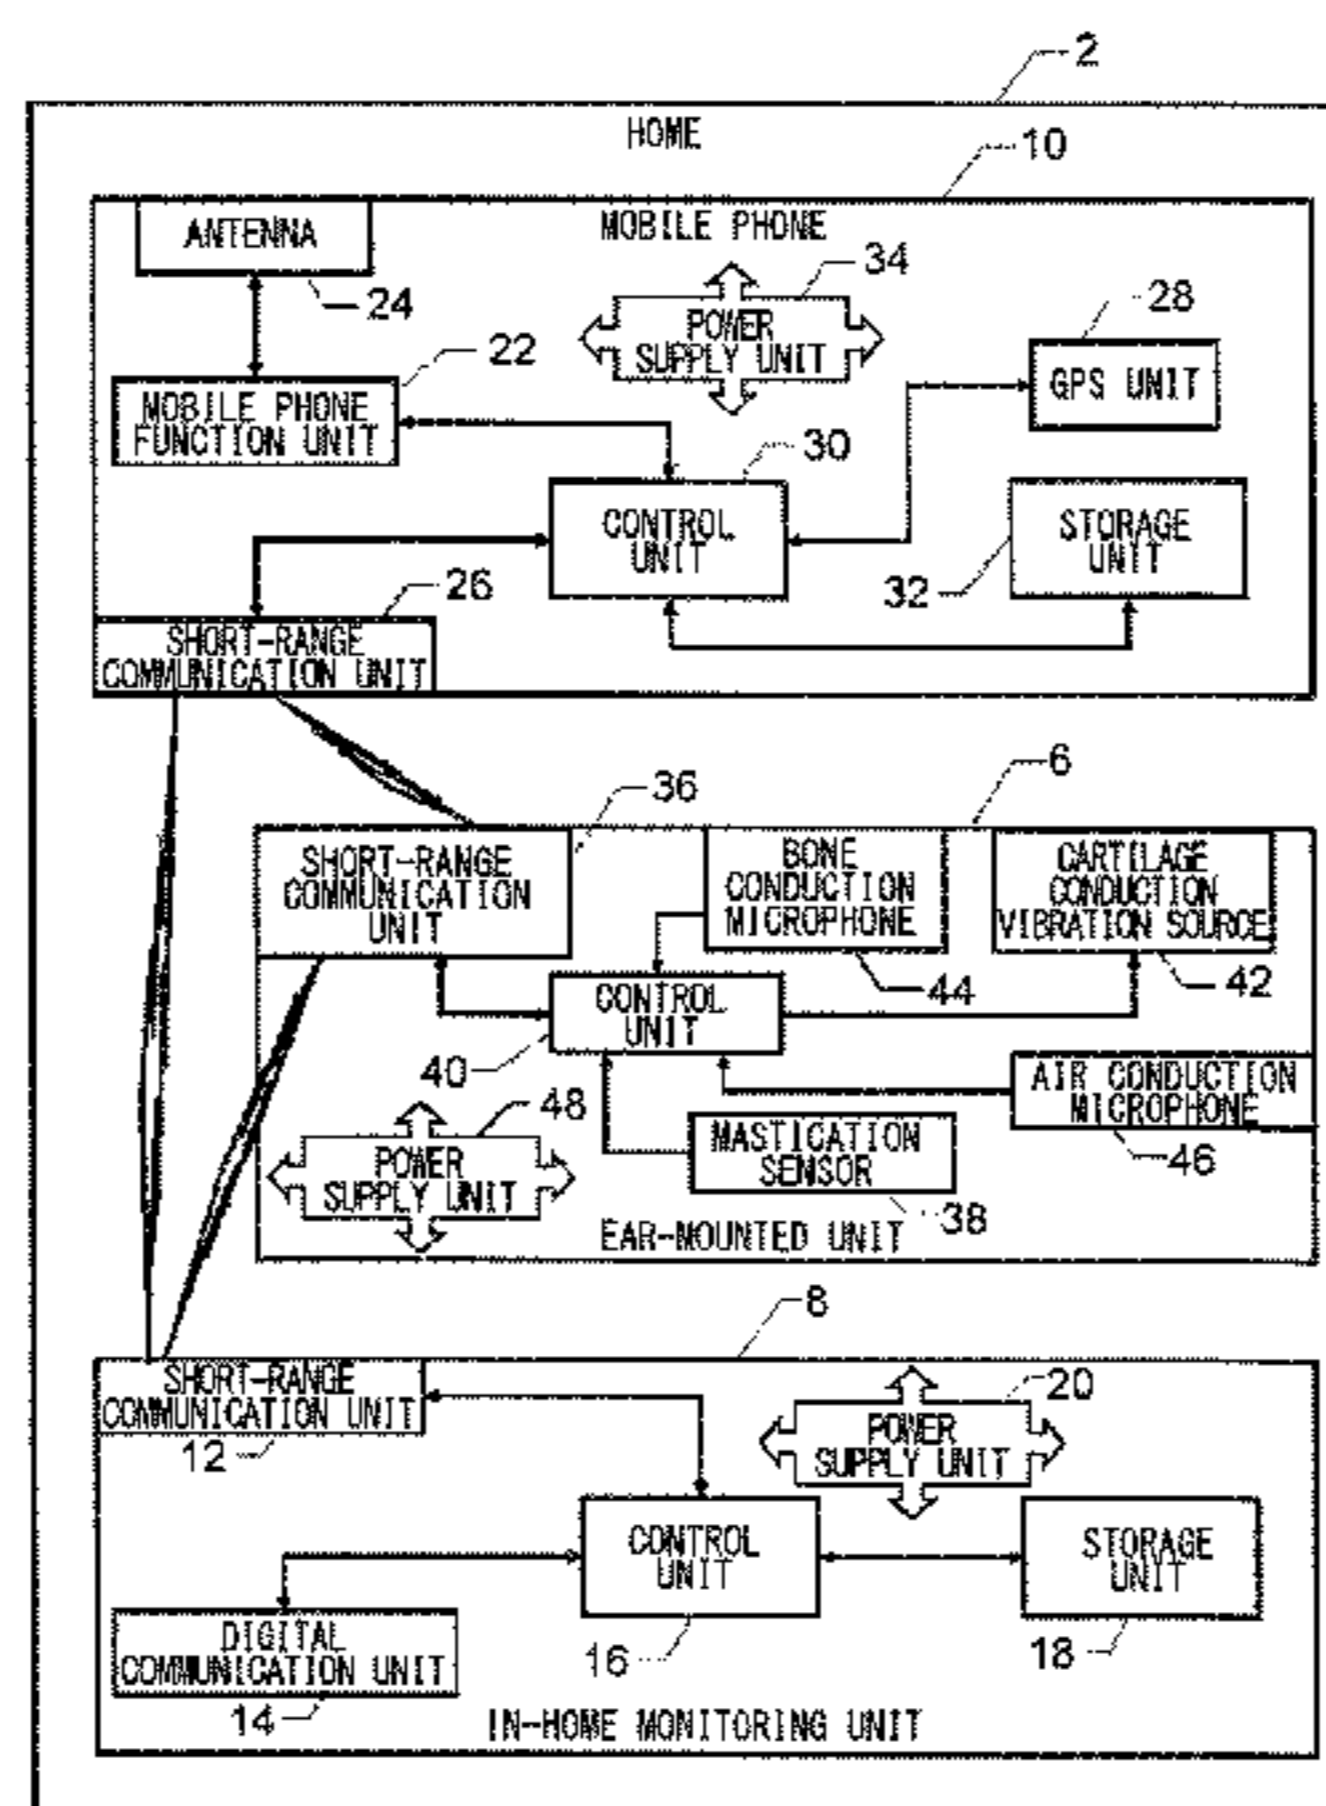 2
HOME
10
ANTENNA
24
MOBILE PHONE
34
POWER
SUPPLY UNIT
28
GPS UNIT
22
MOBILE PHONE
FUNCTION UNIT
30
CONTROL
UNIT
32
STORAGE
UNIT
26
SHORT-RANGE
COMMUNICATION UNIT
6
36
SHORT-RANGE
COMMUNICATION
UNIT
BONE
CONDUCTION
MICROPHONE
44
CARTILAGE
CONDUCTION
VIBRATION SOURCE
42
CONTROL
UNIT
40
AIR CONDUCTION
MICROPHONE
46
48
POWER
SUPPLY UNIT
MASTICATION
SENSOR
38
EAR-MOUNTED UNIT
8
SHORT-RANGE
COMMUNICATION UNIT
12
20
POWER
SUPPLY UNIT
CONTROL
UNIT
16
STORAGE
UNIT
18
DIGITAL
COMMUNICATION UNIT
14
IN-HOME MONITORING UNIT